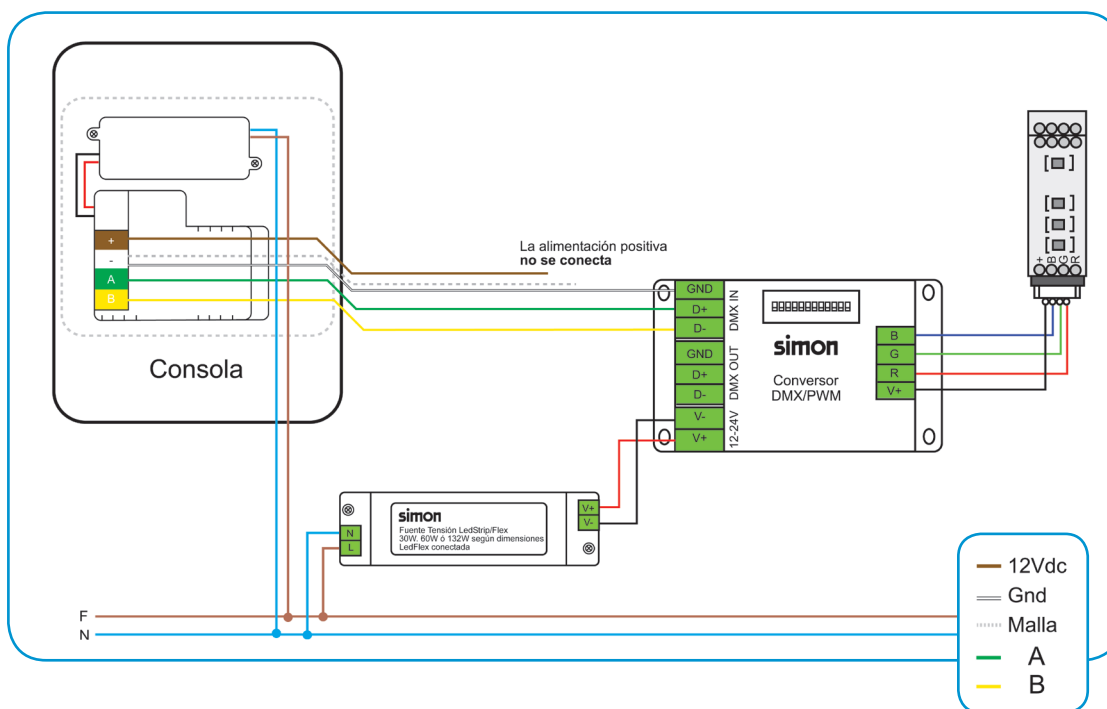 +
-
A
B
Consola
La alimentación positiva
no se conecta
GND
D+
D-
DMX IN
GND
D+
D-
DMX OUT
V-
V+
12-24V
simon
Conversor
DMX/PWM
B
G
R
V+
+
B
G
R
simon
Fuente Tensión LedStrip/Flex
30W. 60W ó 132W según dimensiones
LedFlex conectada
N
L
V+
V-
F
N
12Vdc
Gnd
Malla
A
B